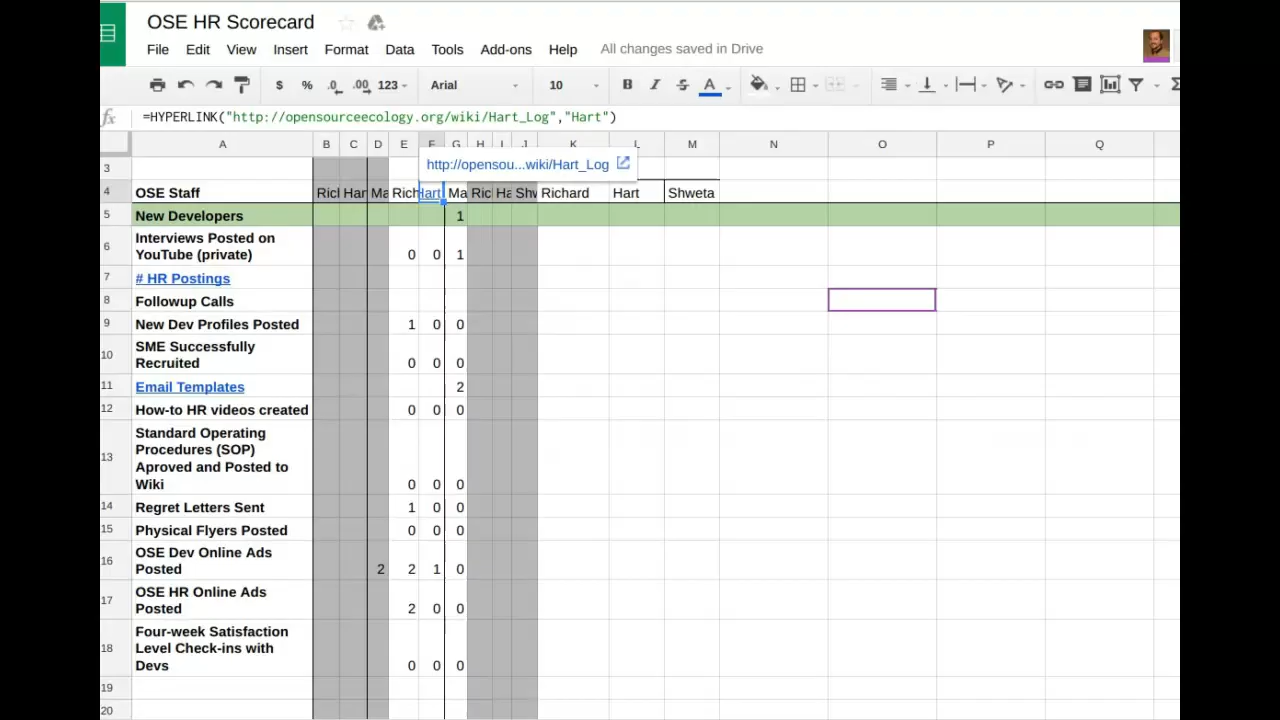 OSE HR Scorecard
File Edit View Insert Format Data Tools Add-ons Help All changes saved in Drive
$ % .0 .00 123 Arial 10 B I S A Σ
fx =HYPERLINK("http://opensourceecology.org/wiki/Hart_Log","Hart")
A B C D E F G H I J K L M N O P Q
http://opensou...wiki/Hart_Log
3
4 OSE Staff Ricl Har Ma Rich Hart Ma Ric Ha Shw Richard Hart Shweta
5 New Developers 1
Interviews Posted on
6 YouTube (private) 0 0 1
7 # HR Postings
8 Followup Calls
9 New Dev Profiles Posted 1 0 0
SME Successfully
10 Recruited 0 0 0
11 Email Templates 2
12 How-to HR videos created 0 0 0
Standard Operating
Procedures (SOP)
13 Aproved and Posted to
Wiki 0 0 0
14 Regret Letters Sent 1 0 0
15 Physical Flyers Posted 0 0 0
OSE Dev Online Ads
16 Posted 2 2 1 0
OSE HR Online Ads
17 Posted 2 0 0
Four-week Satisfaction
18 Level Check-ins with
Devs 0 0 0
19
20